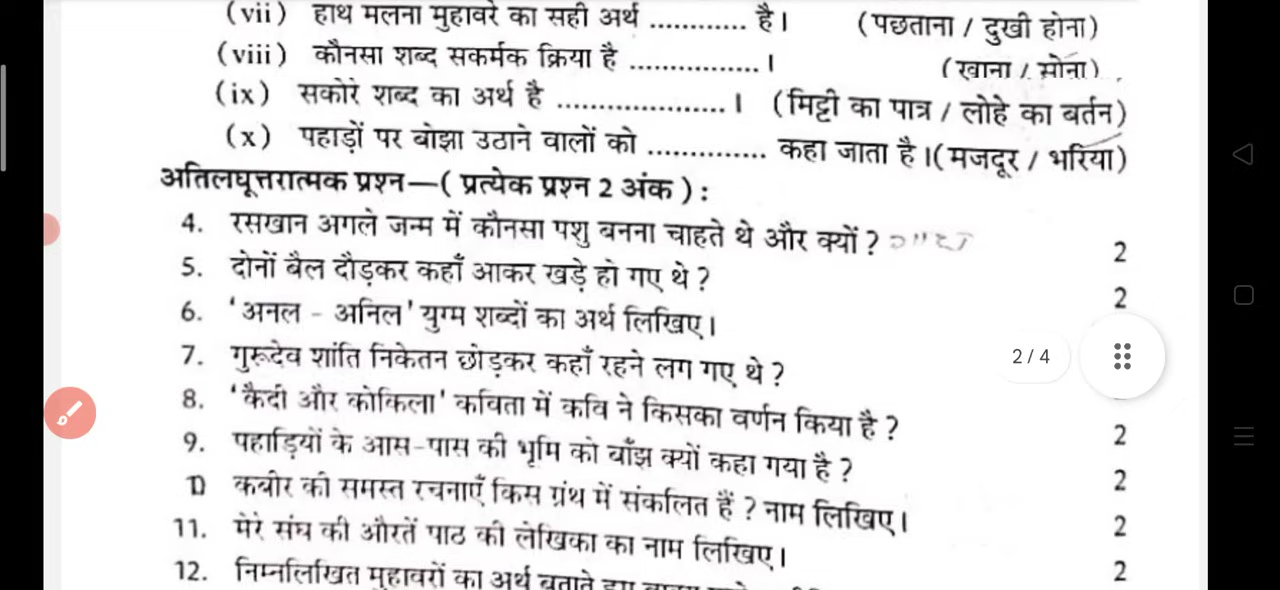 (vii) हाथ मलना मुहावरे का सही अर्थ ............ है। (पछताना / दुखी होना)
(viii) कौनसा शब्द सकर्मक क्रिया है ................ । (खाना / सोना)
(ix) सकोरे शब्द का अर्थ है ..................... । (मिट्टी का पात्र / लोहे का बर्तन)
(x) पहाड़ों पर बोझा उठाने वालों को .............. कहा जाता है।(मजदूर / भरिया)
अतिलघूत्तरात्मक प्रश्न—( प्रत्येक प्रश्न 2 अंक ) :
4. रसखान अगले जन्म में कौनसा पशु बनना चाहते थे और क्यों ? 2
5. दोनों बैल दौड़कर कहाँ आकर खड़े हो गए थे ? 2
6. 'अनल - अनिल' युग्म शब्दों का अर्थ लिखिए।
2 / 4
7. गुरूदेव शांति निकेतन छोड़कर कहाँ रहने लग गए थे ?
8. 'कैदी और कोकिला' कविता में कवि ने किसका वर्णन किया है ? 2
9. पहाड़ियों के आस-पास की भूमि को बाँझ क्यों कहा गया है ? 2
कबीर की समस्त रचनाएँ किस ग्रंथ में संकलित हैं ? नाम लिखिए। 2
11. मेरे संघ की औरतें पाठ की लेखिका का नाम लिखिए। 2
12. निम्नलिखित मुहावरों का अर्थ बताते हुए